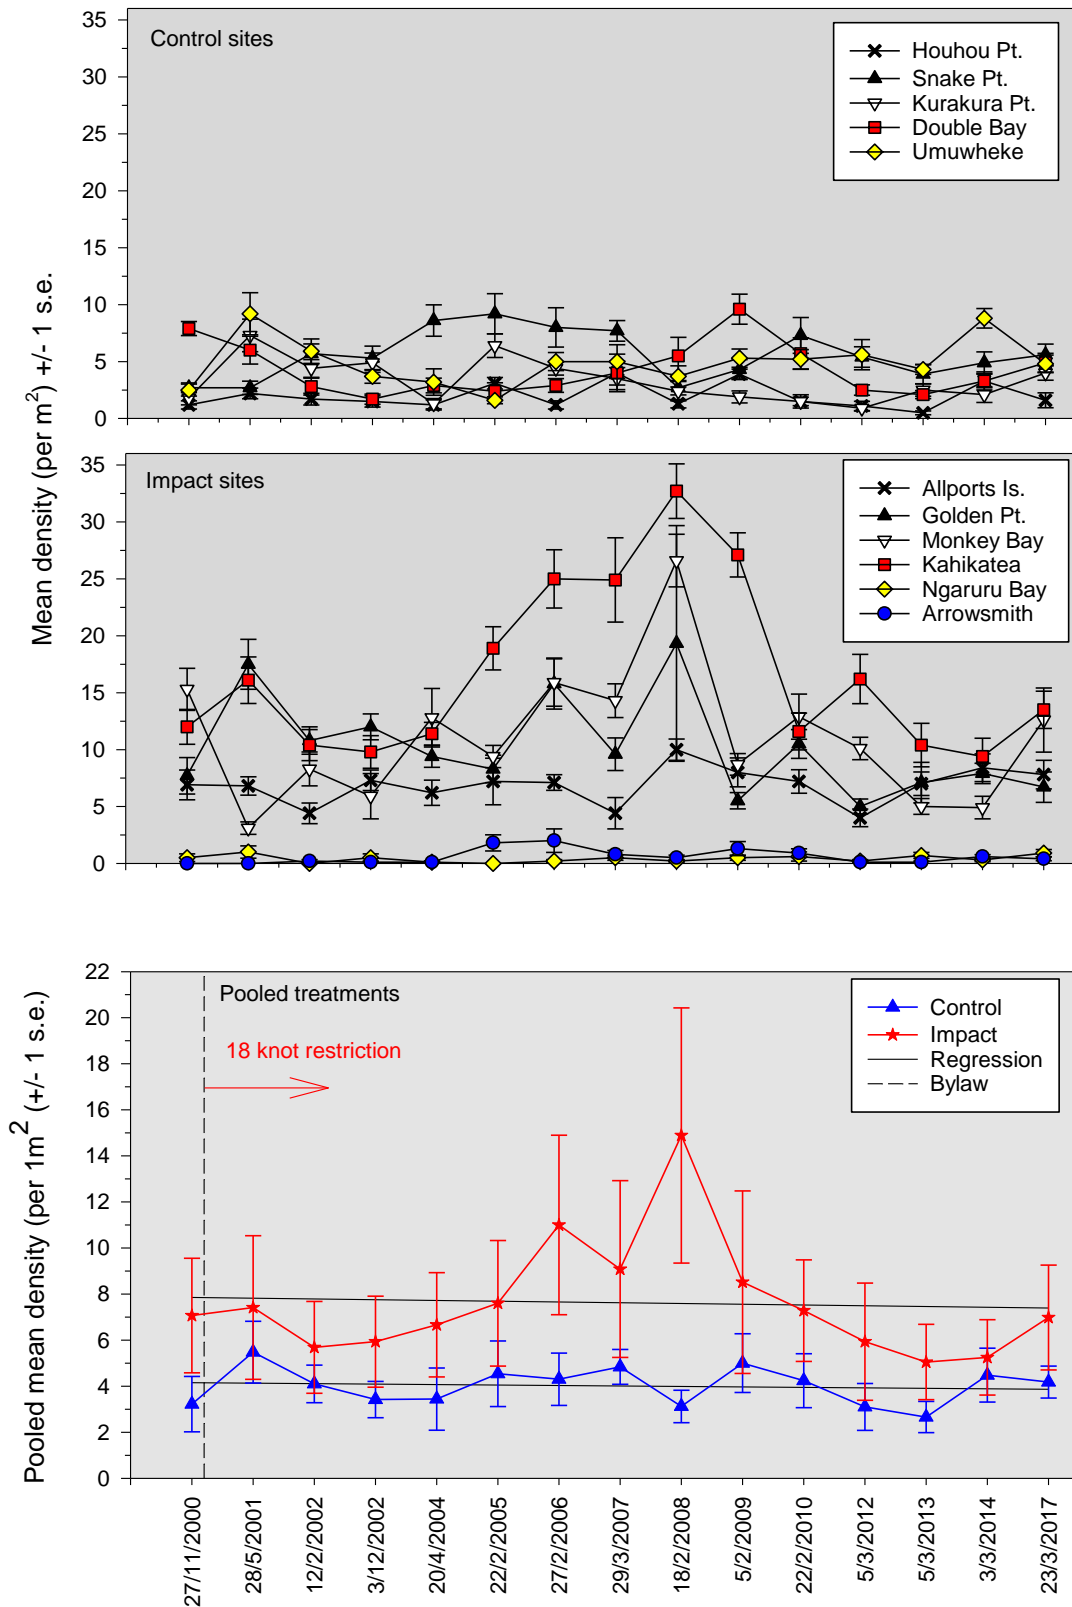 Mean density (per m2) +/- 1 s.e.
Control sites
35
30
25
20
15
10
5
0
Houhou Pt.
Snake Pt.
Kurakura Pt.
Double Bay
Umuwheke
Impact sites
35
30
25
20
15
10
5
0
Allports Is.
Golden Pt.
Monkey Bay
Kahikatea
Ngaruru Bay
Arrowsmith
Pooled mean density (per 1m2 (+/- 1 s.e.)
Pooled treatments
18 knot restriction
22
20
18
16
14
12
10
8
6
4
2
0
Control
Impact
Regression
Bylaw
27/11/2000
28/5/2001
12/2/2002
3/12/2002
20/4/2004
22/2/2005
27/2/2006
29/3/2007
18/2/2008
5/2/2009
22/2/2010
5/3/2012
5/3/2013
3/3/2014
23/3/2017